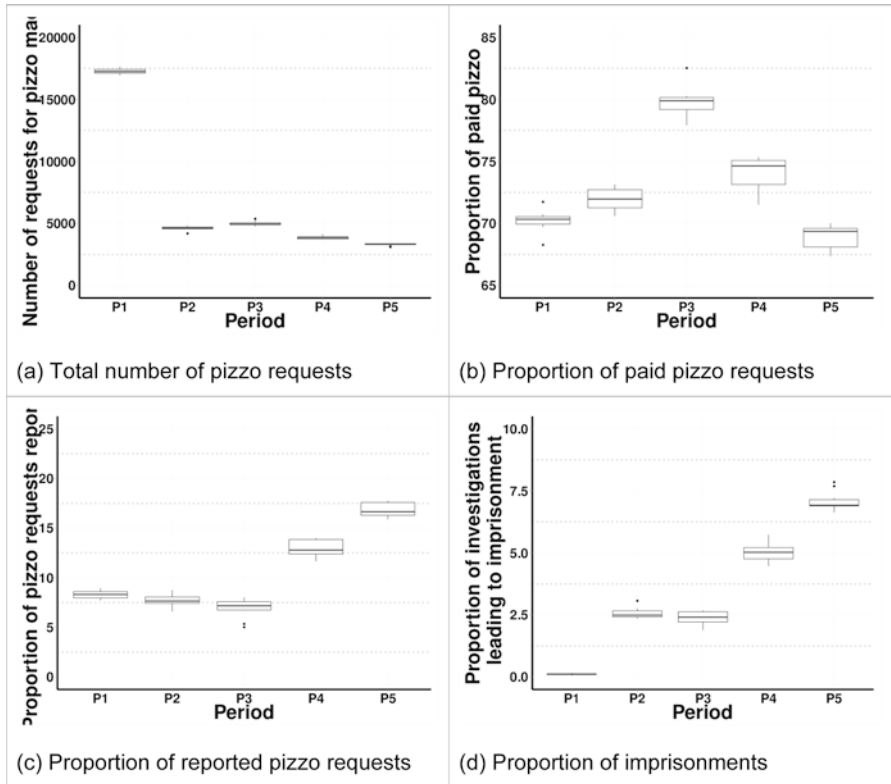 Number of requests for pizzo mad
20000
15000
10000
5000
0
P1 P2 P3 P4 P5
Period
(a) Total number of pizzo requests
Proportion of paid pizzo
85
80
75
70
65
P1 P2 P3 P4 P5
Period
(b) Proportion of paid pizzo requests
Proportion of pizzo requests repor
25
20
15
10
5
0
P1 P2 P3 P4 P5
Period
(c) Proportion of reported pizzo requests
Proportion of investigations
leading to imprisonment
10.0
7.5
5.0
2.5
0.0
P1 P2 P3 P4 P5
Period
(d) Proportion of imprisonments